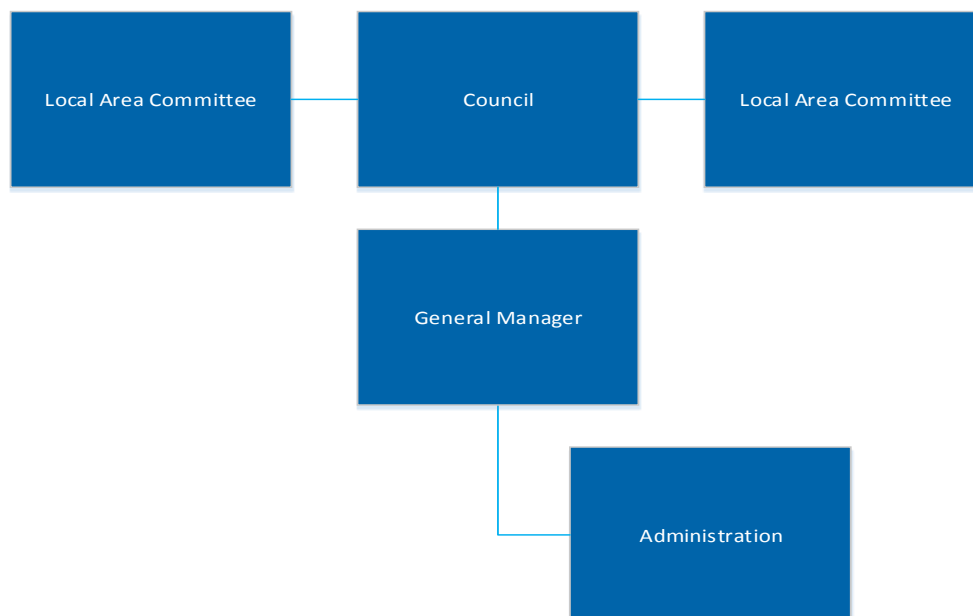 Local Area Committee
Council
Local Area Committee
General Manager
Administration